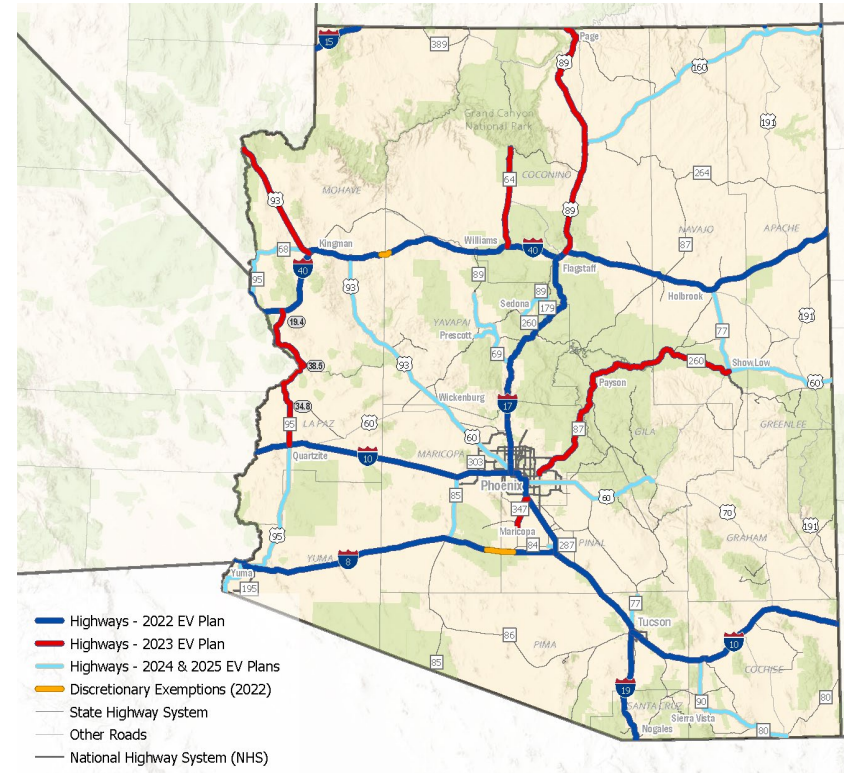 15
389
Page
89
160
191
Grand Canyon
National Park
93
64
COCONINO
264
MOHAVE
89
NAVAJO
APACHE
Kingman
Williams
87
68
40
40
Flagstaff
95
93
89
89
Holbrook
Sedona
179
19.4
YAVAPAI
260
77
191
Prescott
69
38.5
93
260
Show Low
60
Payson
Wickenburg
34.8
17
95
LA PAZ
60
87
GILA
GREENLEE
60
10
MARICOPA
303
Quartzite
Phoenix
85
60
347
70
191
Maricopa
GRAHAM
95
84
287
PINAL
YUMA
8
Yuma
195
77
Tucson
86
PIMA
10
85
COCHISE
19
90
80
SANTA CRUZ
Sierra Vista
Nogales
80
Highways - 2022 EV Plan
Highways - 2023 EV Plan
Highways - 2024 & 2025 EV Plans
Discretionary Exemptions (2022)
State Highway System
Other Roads
National Highway System (NHS)